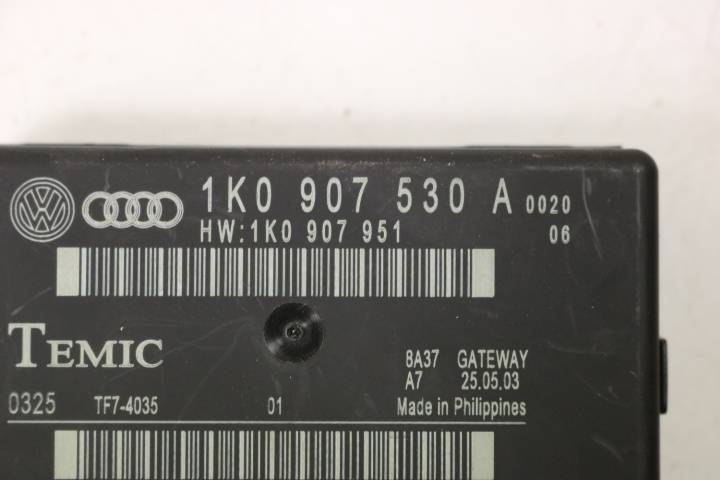 1K0 907 530 A 0020
HW:1K0 907 951 06
TEMIC
8A37 GATEWAY
A7 25.05.03
0325 TF7-4035 01 Made in Philippines